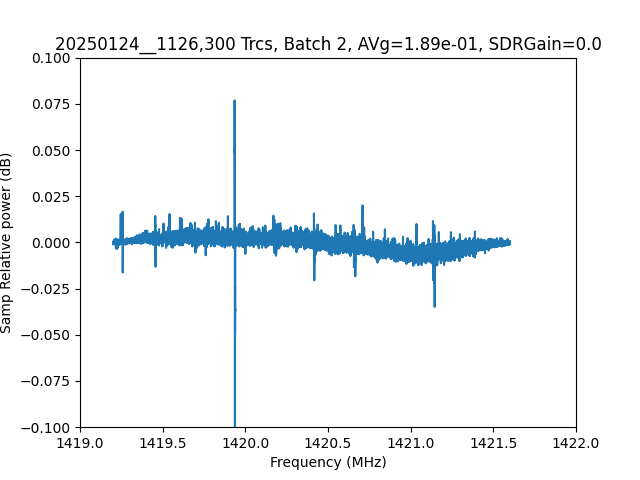 20250124__1126,300 Trcs, Batch 2, AVg=1.89e-01, SDRGain=0.0
Samp Relative power (dB)
0.100
0.075
0.050
0.025
0.000
−0.025
−0.050
−0.075
−0.100
1419.0 1419.5 1420.0 1420.5 1421.0 1421.5 1422.0
Frequency (MHz)